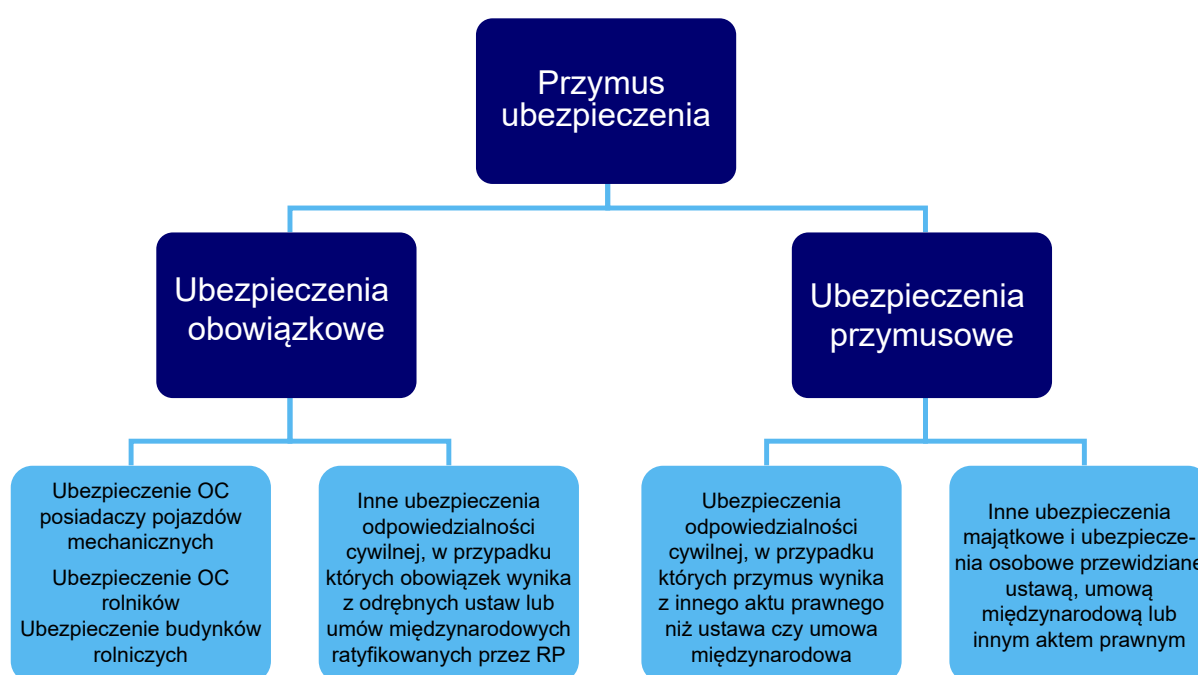 Przymus
ubezpieczenia
Ubezpieczenia
obowiązkowe
Ubezpieczenia
przymusowe
Ubezpieczenie OC
posiadaczy pojazdów
mechanicznych
Ubezpieczenie OC
rolników
Ubezpieczenie budynków
rolniczych
Inne ubezpieczenia
odpowiedzialności
cywilnej, w przypadku
których obowiązek wynika
z odrębnych ustaw lub
umów międzynarodowych
ratyfikowanych przez RP
Ubezpieczenia
odpowiedzialności
cywilnej, w przypadku
których przymus wynika
z innego aktu prawnego
niż ustawa czy umowa
międzynarodowa
Inne ubezpieczenia
majątkowe i ubezpiecze-
nia osobowe przewidziane
ustawą, umową
międzynarodową lub
innym aktem prawnym